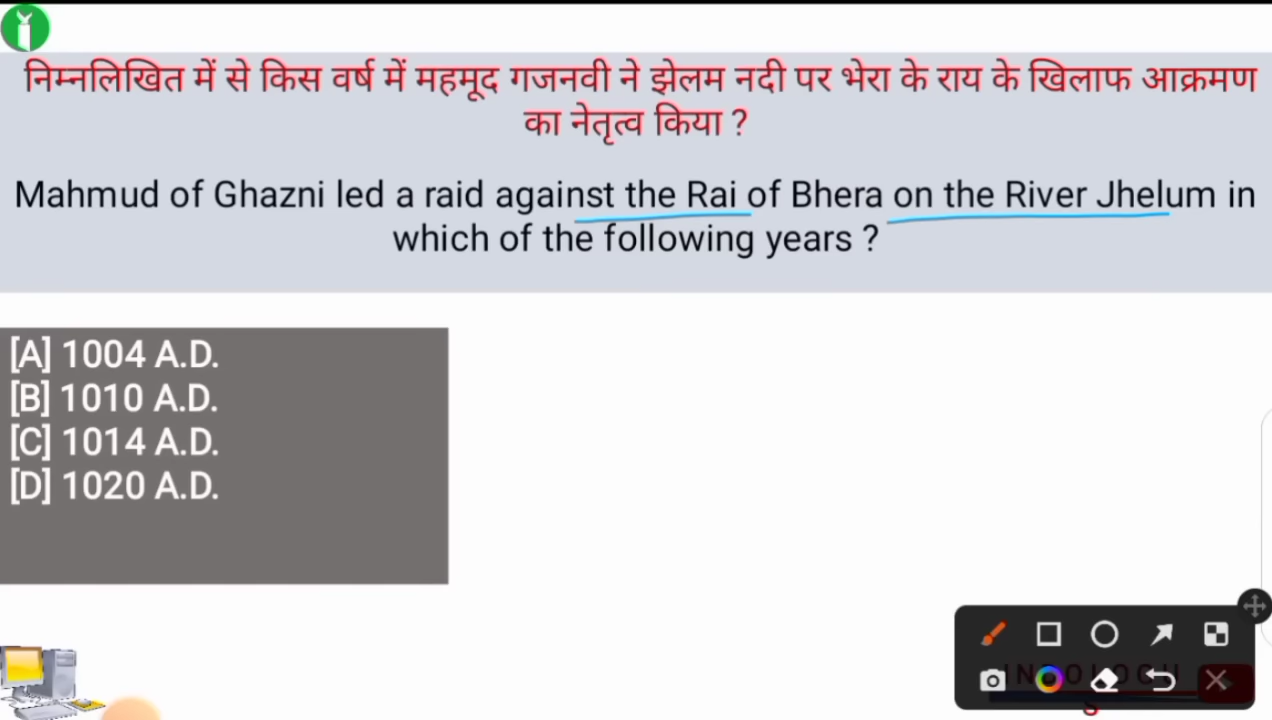 निम्नलिखित में से किस वर्ष में महमूद गजनवी ने झेलम नदी पर भेरा के राय के खिलाफ आक्रमण
का नेतृत्व किया ?
Mahmud of Ghazni led a raid against the Rai of Bhera on the River Jhelum in
which of the following years ?
[A] 1004 A.D.
[B] 1010 A.D.
[C] 1014 A.D.
[D] 1020 A.D.